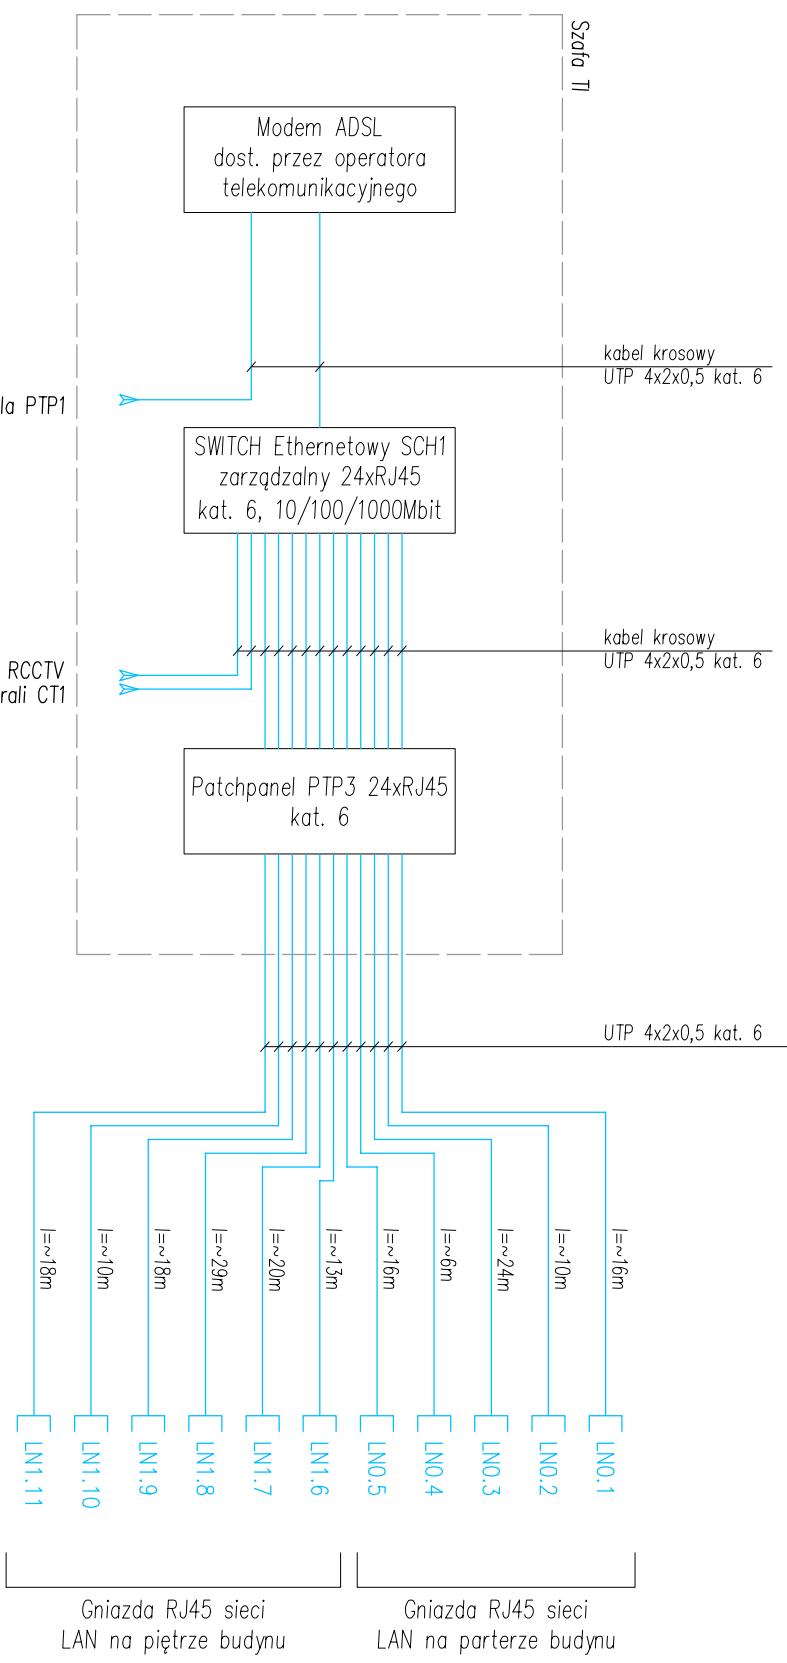 Szafa TI
Modem ADSL
dost. przez operatora
telekomunikacyjnego
kabel krosowy
UTP 4x2x0,5 kat. 6
la PTP1
SWITCH Ethernetowy SCH1
zarządzalny 24xRJ45
kat. 6, 10/100/1000Mbit
kabel krosowy
UTP 4x2x0,5 kat. 6
RCCTV
rali CT1
Patchpanel PTP3 24xRJ45
kat. 6
UTP 4x2x0,5 kat. 6
l=~18m
l=~10m
l=~18m
l=~29m
l=~20m
l=~13m
l=~16m
l=~6m
l=~24m
l=~10m
l=~16m
LN1.11
LN1.10
LN1.9
LN1.8
LN1.7
LN1.6
LN0.5
LN0.4
LN0.3
LN0.2
LN0.1
Gniazda RJ45 sieci
LAN na piętrze budynu
Gniazda RJ45 sieci
LAN na parterze budynu